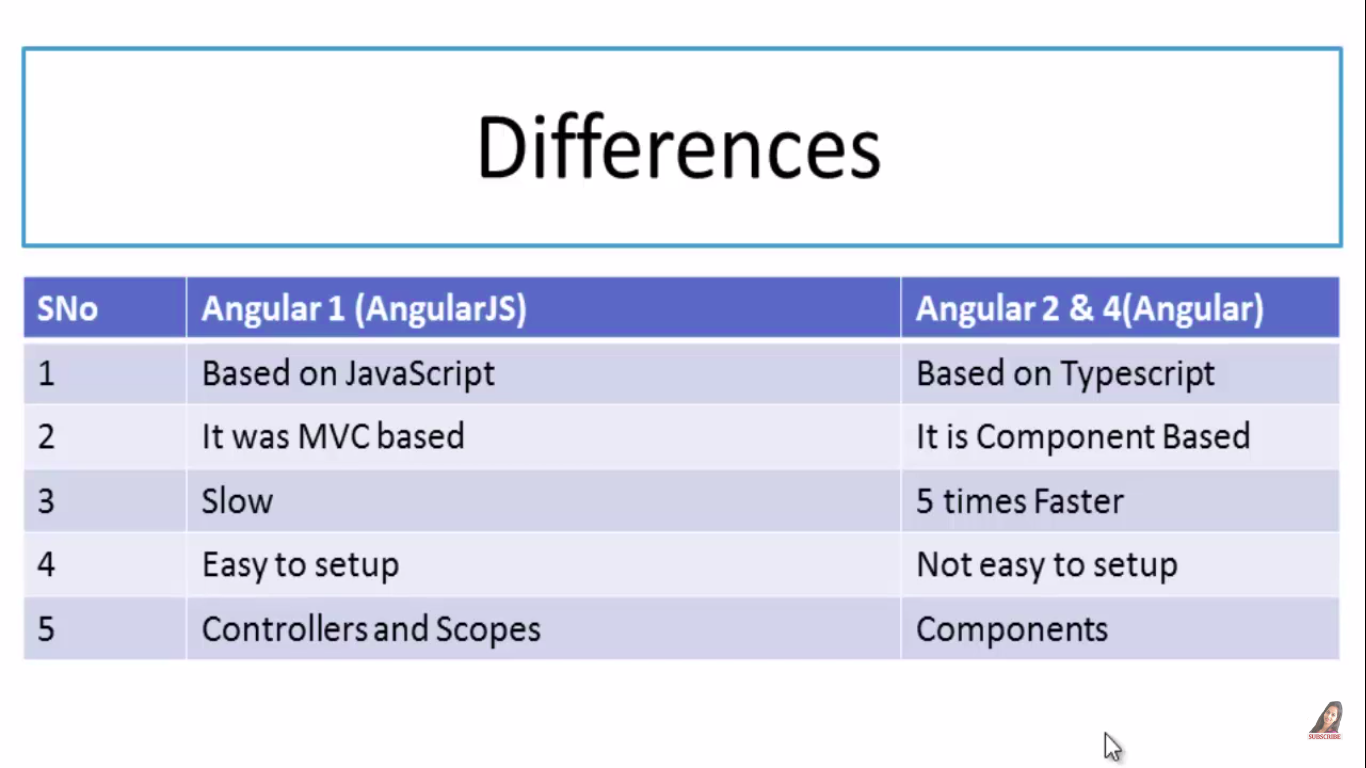 Differences
SNo Angular 1 (AngularJS) Angular 2 & 4(Angular)
1 Based on JavaScript Based on Typescript
2 It was MVC based It is Component Based
3 Slow 5 times Faster
4 Easy to setup Not easy to setup
5 Controllers and Scopes Components
SUBSCRIBE